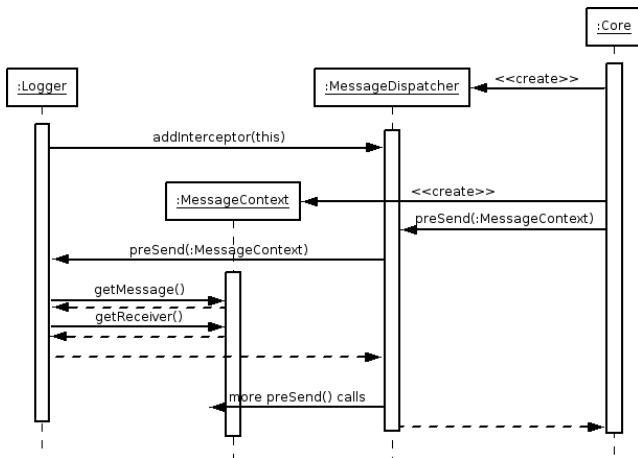 :Core
:Logger
:MessageDispatcher
<<create>>
addInterceptor(this)
:MessageContext
<<create>>
preSend(:MessageContext)
preSend(:MessageContext)
getMessage()
getReceiver()
more preSend() calls